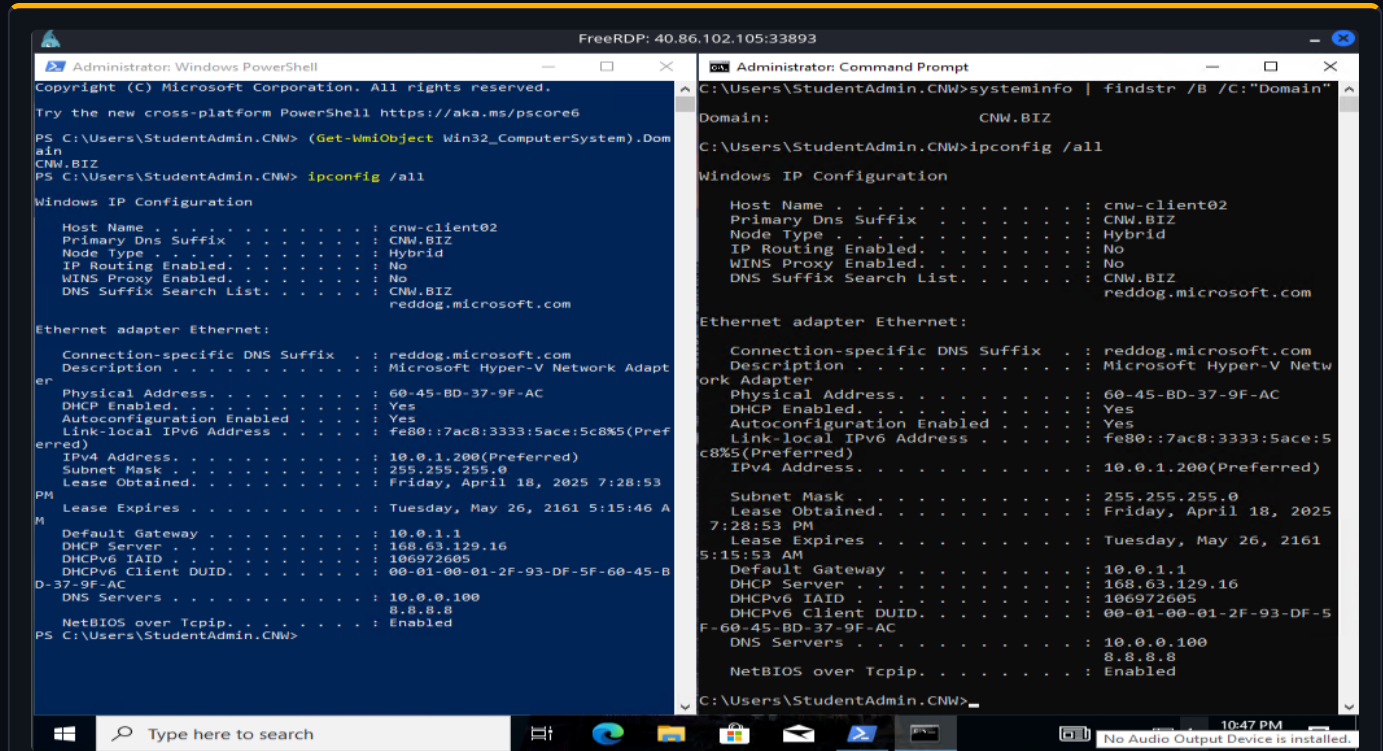 FreeRDP: 40.86.102.105:33893
Administrator: Windows PowerShell
Copyright (C) Microsoft Corporation. All rights reserved.
Try the new cross-platform PowerShell https://aka.ms/pscore6
PS C:\Users\StudentAdmin.CNW> (Get-WmiObject Win32_ComputerSystem).Dom
ain
CNW.BIZ
PS C:\Users\StudentAdmin.CNW> ipconfig /all
Windows IP Configuration
Host Name . . . . . . . . . . . . : cnw-client02
Primary Dns Suffix  . . . . . . . : CNW.BIZ
Node Type . . . . . . . . . . . . : Hybrid
IP Routing Enabled. . . . . . . . : No
WINS Proxy Enabled. . . . . . . . : No
DNS Suffix Search List. . . . . . : CNW.BIZ
reddog.microsoft.com
Ethernet adapter Ethernet:
Connection-specific DNS Suffix  . : reddog.microsoft.com
Description . . . . . . . . . . . : Microsoft Hyper-V Network Adapt
er
Physical Address. . . . . . . . . : 60-45-BD-37-9F-AC
DHCP Enabled. . . . . . . . . . . : Yes
Autoconfiguration Enabled . . . . : Yes
Link-local IPv6 Address . . . . . : fe80::7ac8:3333:5ace:5c8%5(Pref
erred)
IPv4 Address. . . . . . . . . . . : 10.0.1.200(Preferred)
Subnet Mask . . . . . . . . . . . : 255.255.255.0
Lease Obtained. . . . . . . . . . : Friday, April 18, 2025 7:28:53
PM
Lease Expires . . . . . . . . . . : Tuesday, May 26, 2161 5:15:46 A
M
Default Gateway . . . . . . . . . : 10.0.1.1
DHCP Server . . . . . . . . . . . : 168.63.129.16
DHCPv6 IAID . . . . . . . . . . . : 106972605
DHCPv6 Client DUID. . . . . . . . : 00-01-00-01-2F-93-DF-5F-60-45-B
D-37-9F-AC
DNS Servers . . . . . . . . . . . : 10.0.0.100
8.8.8.8
NetBIOS over Tcpip. . . . . . . . : Enabled
PS C:\Users\StudentAdmin.CNW>
Administrator: Command Prompt
C:\Users\StudentAdmin.CNW>systeminfo | findstr /B /C:"Domain"
Domain:                    CNW.BIZ
C:\Users\StudentAdmin.CNW>ipconfig /all
Windows IP Configuration
Host Name . . . . . . . . . . . . : cnw-client02
Primary Dns Suffix  . . . . . . . : CNW.BIZ
Node Type . . . . . . . . . . . . : Hybrid
IP Routing Enabled. . . . . . . . : No
WINS Proxy Enabled. . . . . . . . : No
DNS Suffix Search List. . . . . . : CNW.BIZ
reddog.microsoft.com
Ethernet adapter Ethernet:
Connection-specific DNS Suffix  . : reddog.microsoft.com
Description . . . . . . . . . . . : Microsoft Hyper-V Netw
ork Adapter
Physical Address. . . . . . . . . : 60-45-BD-37-9F-AC
DHCP Enabled. . . . . . . . . . . : Yes
Autoconfiguration Enabled . . . . : Yes
Link-local IPv6 Address . . . . . : fe80::7ac8:3333:5ace:5
c8%5(Preferred)
IPv4 Address. . . . . . . . . . . : 10.0.1.200(Preferred)
Subnet Mask . . . . . . . . . . . : 255.255.255.0
Lease Obtained. . . . . . . . . . : Friday, April 18, 2025
7:28:53 PM
Lease Expires . . . . . . . . . . : Tuesday, May 26, 2161
5:15:53 AM
Default Gateway . . . . . . . . . : 10.0.1.1
DHCP Server . . . . . . . . . . . : 168.63.129.16
DHCPv6 IAID . . . . . . . . . . . : 106972605
DHCPv6 Client DUID. . . . . . . . : 00-01-00-01-2F-93-DF-5
F-60-45-BD-37-9F-AC
DNS Servers . . . . . . . . . . . : 10.0.0.100
8.8.8.8
NetBIOS over Tcpip. . . . . . . . : Enabled
C:\Users\StudentAdmin.CNW>
Type here to search
10:47 PM
No Audio Output Device is installed.